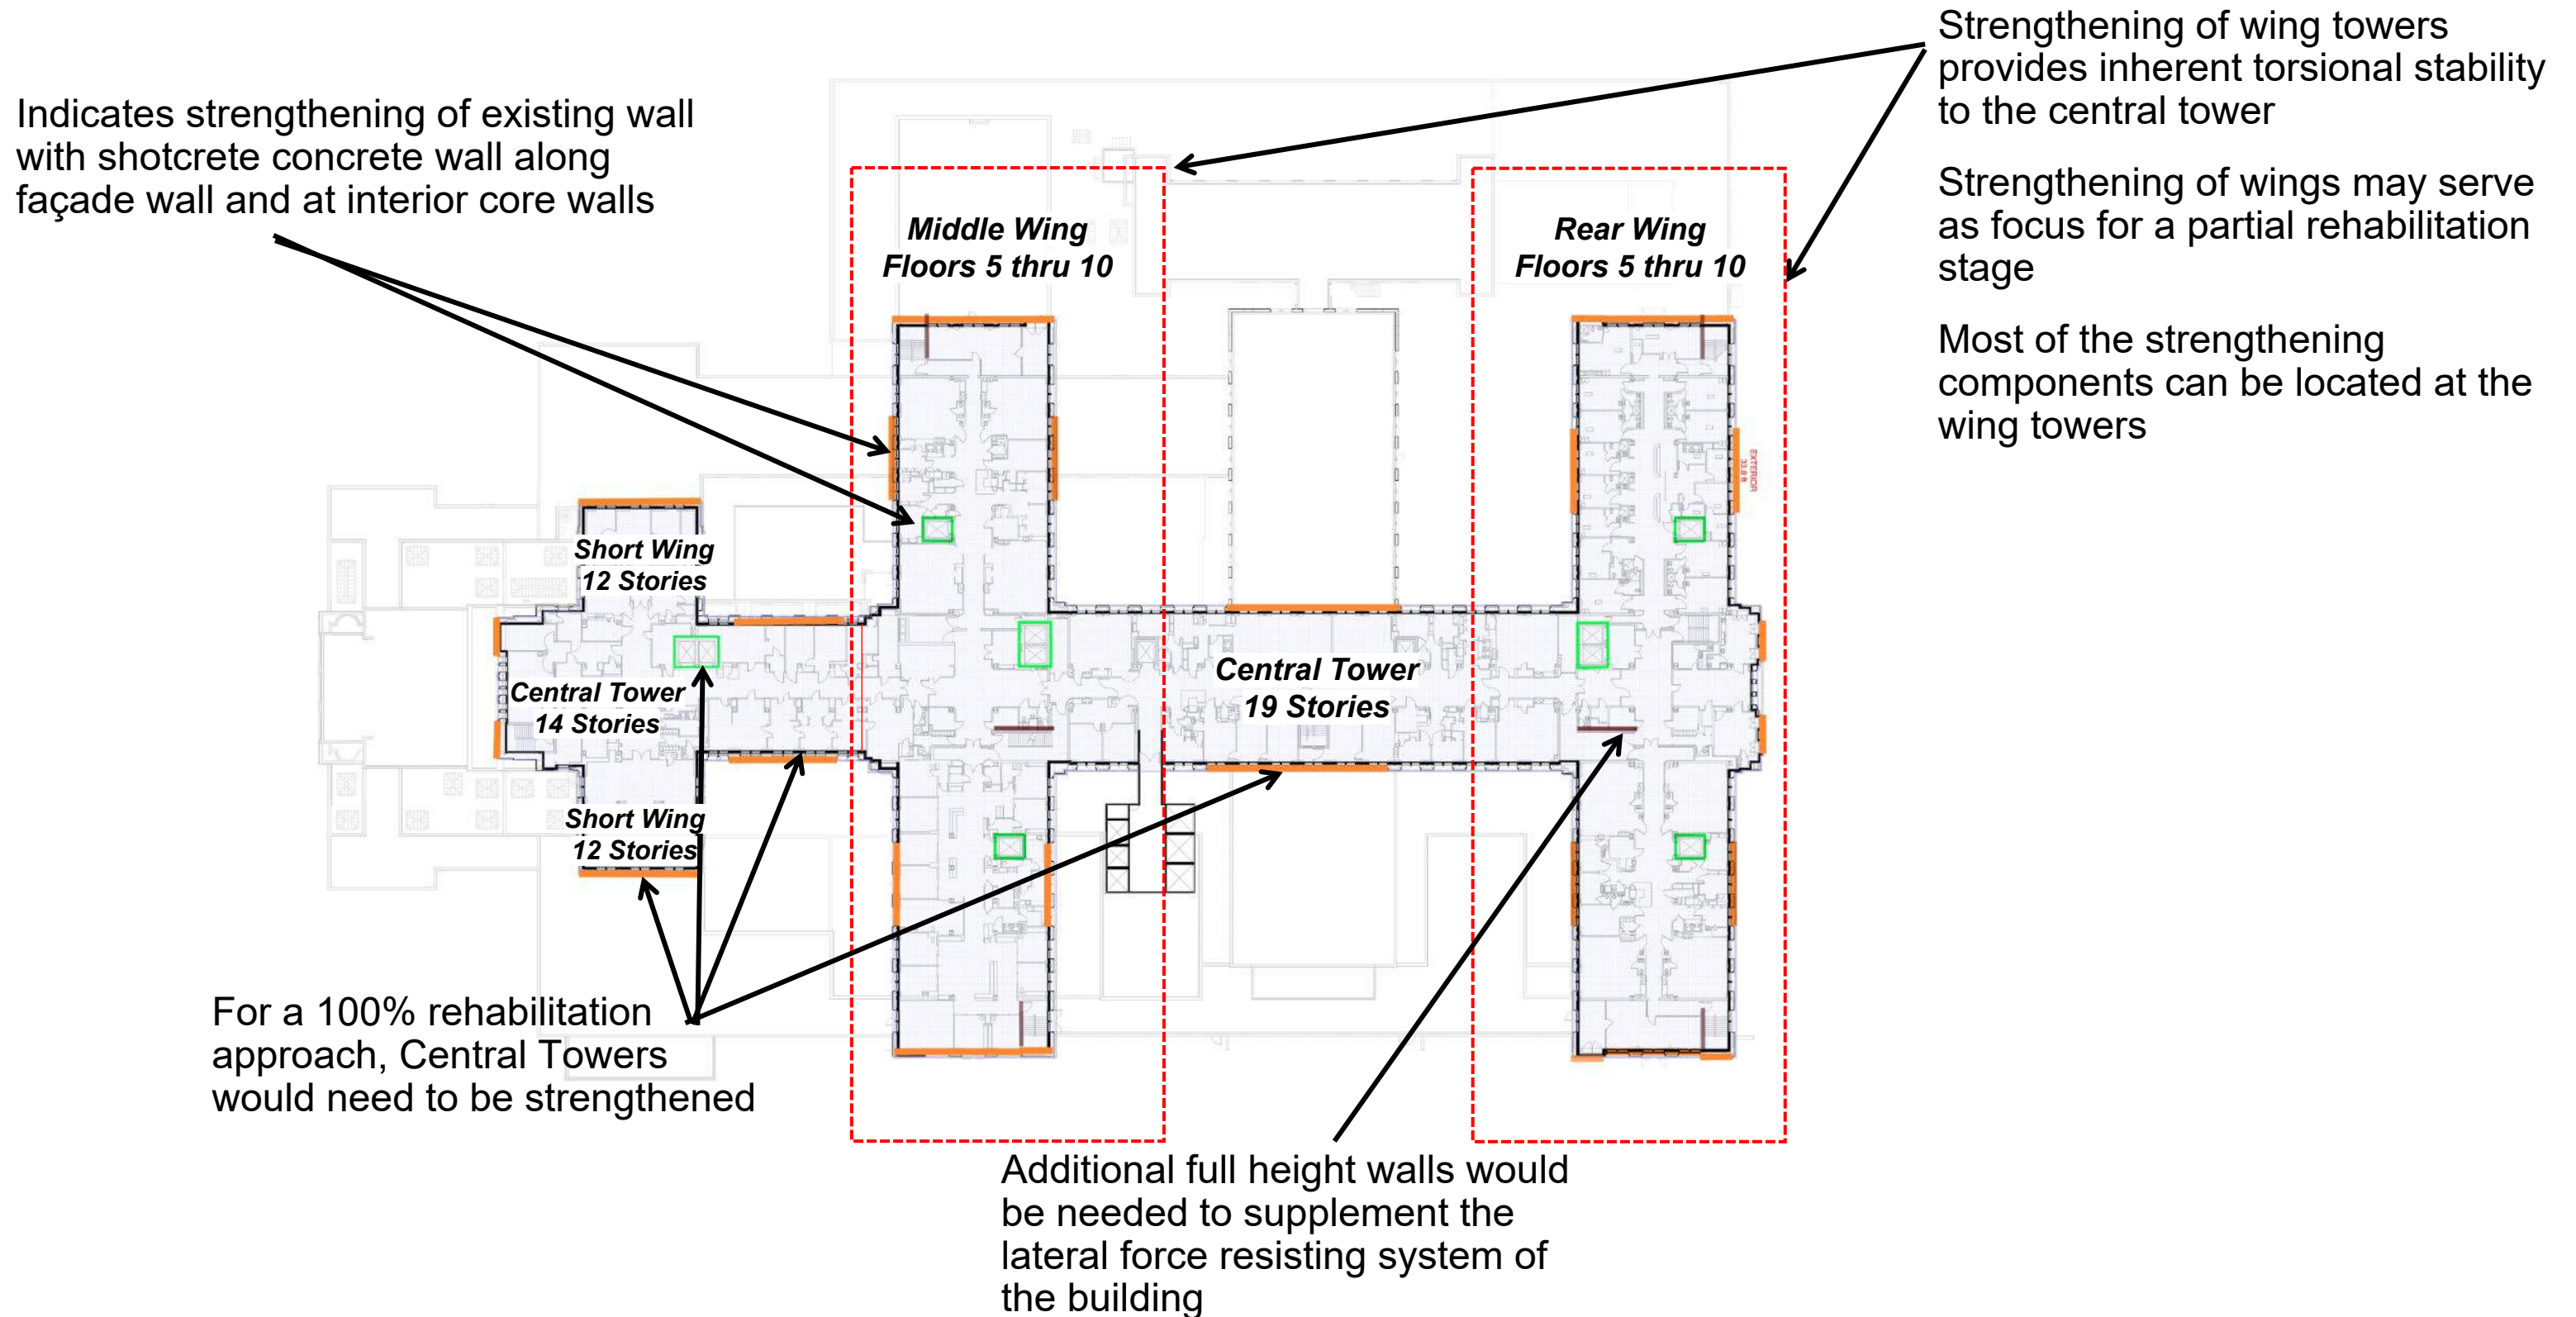 Indicates strengthening of existing wall
with shotcrete concrete wall along
façade wall and at interior core walls
Strengthening of wing towers
provides inherent torsional stability
to the central tower
Strengthening of wings may serve
as focus for a partial rehabilitation
stage
Most of the strengthening
components can be located at the
wing towers
Middle Wing
Floors 5 thru 10
Rear Wing
Floors 5 thru 10
EXTERIOR
33.8 ft
Short Wing
12 Stories
Central Tower
14 Stories
Central Tower
19 Stories
Short Wing
12 Stories
For a 100% rehabilitation
approach, Central Towers
would need to be strengthened
Additional full height walls would
be needed to supplement the
lateral force resisting system of
the building